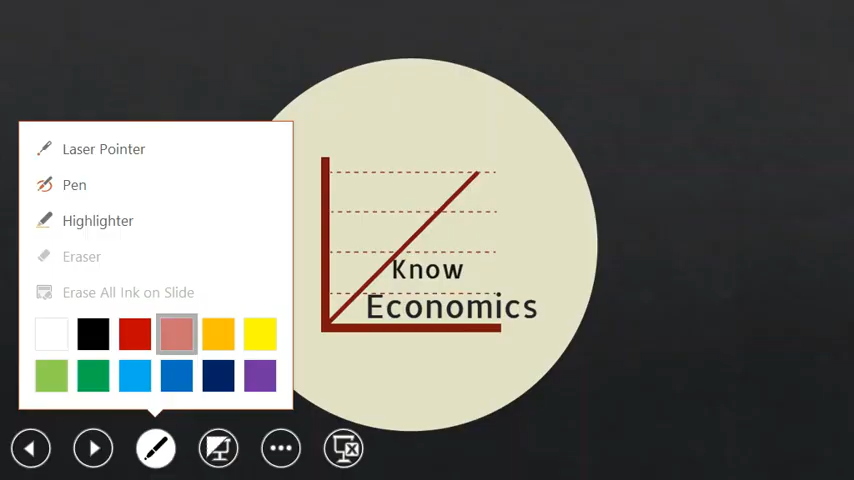 Laser Pointer
Pen
Highlighter
Eraser
Erase All Ink on Slide
Know
Economics